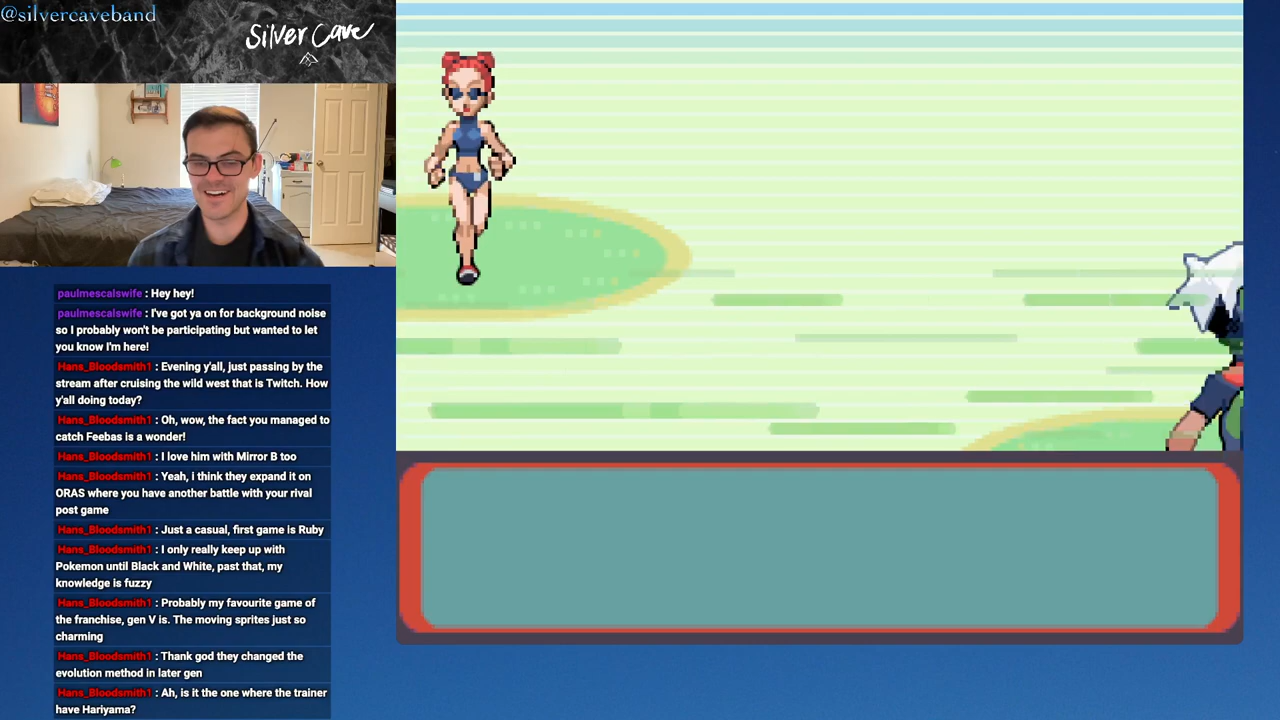 @silvercaveband
Silver Cave
paulmescalswife : Hey hey!
paulmescalswife : I've got ya on for background noise
so I probably won't be participating but wanted to let
you know I'm here!
Hans_Bloodsmith1 : Evening y'all, just passing by the
stream after cruising the wild west that is Twitch. How
y'all doing today?
Hans_Bloodsmith1 : Oh, wow, the fact you managed to
catch Feebas is a wonder!
Hans_Bloodsmith1 : I love him with Mirror B too
Hans_Bloodsmith1 : Yeah, i think they expand it on
ORAS where you have another battle with your rival
post game
Hans_Bloodsmith1 : Just a casual, first game is Ruby
Hans_Bloodsmith1 : I only really keep up with
Pokemon until Black and White, past that, my
knowledge is fuzzy
Hans_Bloodsmith1 : Probably my favourite game of
the franchise, gen V is. The moving sprites just so
charming
Hans_Bloodsmith1 : Thank god they changed the
evolution method in later gen
Hans_Bloodsmith1 : Ah, is it the one where the trainer
have Hariyama?